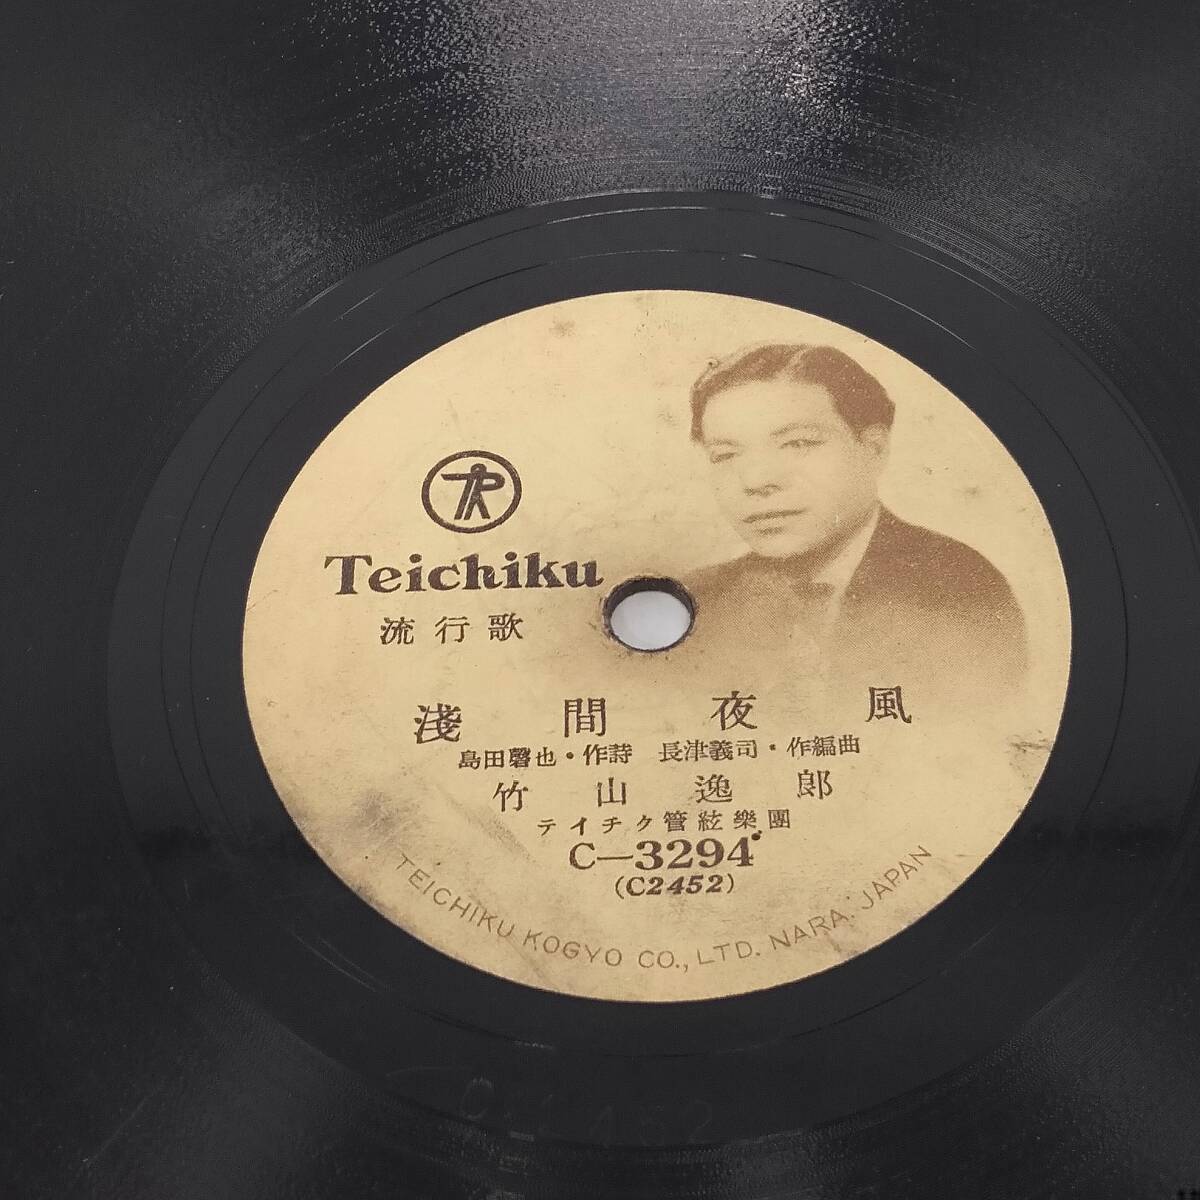 Teichiku
流行歌
淺間夜風
島田磬也・作詩 長津義司・作編曲
竹山逸郎
テイチク管絃樂團
C-3294
(C2452)
TEICHIKU KOGYO CO., LTD. NARA. JAPAN